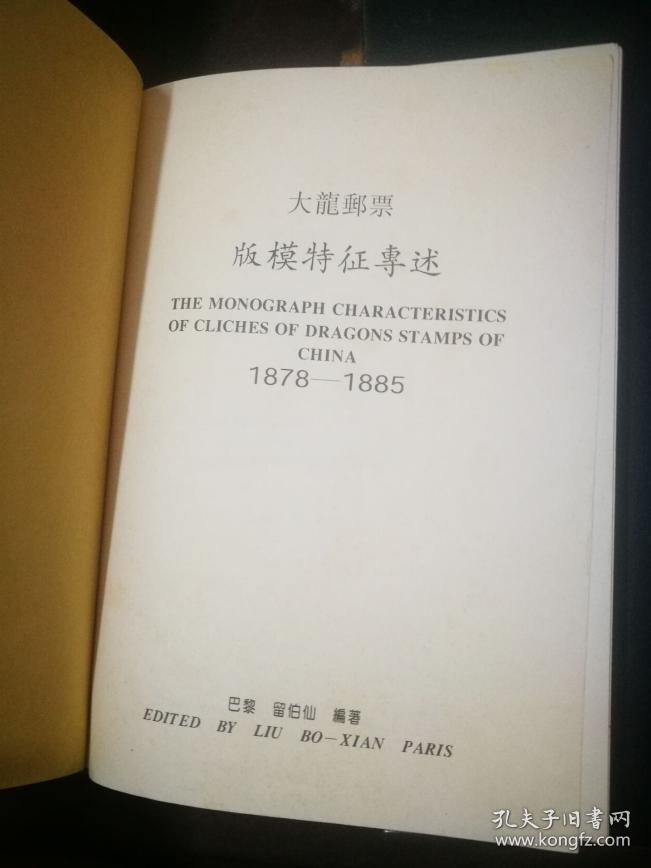 大龍郵票
版模特征專述
THE MONOGRAPH CHARACTERISTICS
OF CLICHES OF DRAGONS STAMPS OF
CHINA
1878—1885
巴黎 留伯仙 編著
EDITED BY LIU BO-XIAN PARIS
孔夫子旧书网
www.kongfz.com